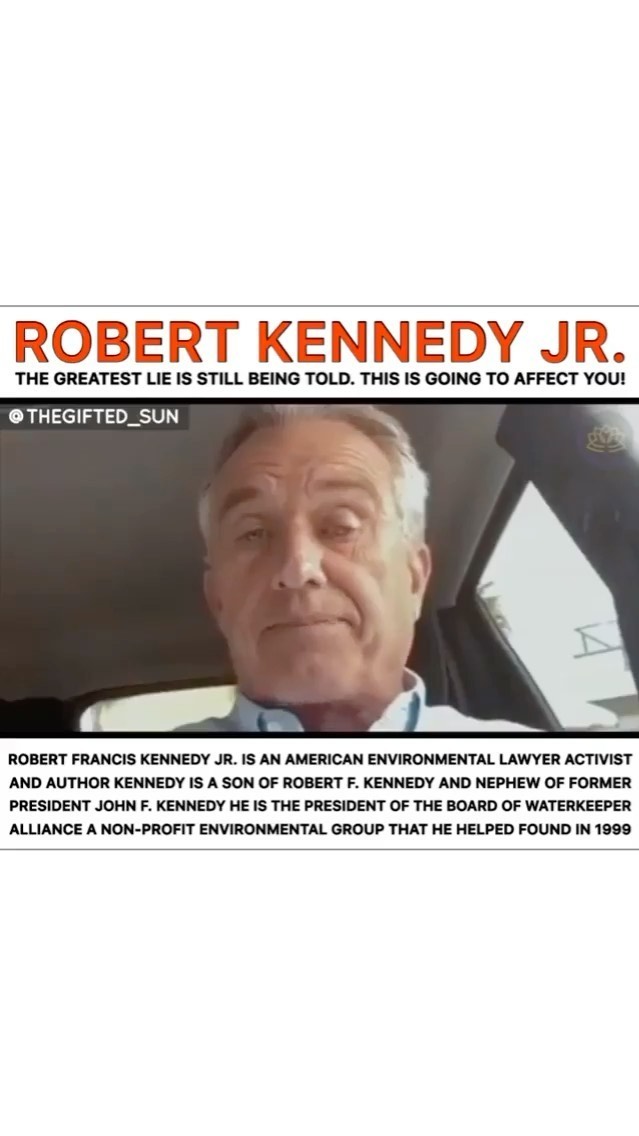 ROBERT KENNEDY JR.
THE GREATEST LIE IS STILL BEING TOLD. THIS IS GOING TO AFFECT YOU!
@THEGIFTED_SUN
ROBERT FRANCIS KENNEDY JR. IS AN AMERICAN ENVIRONMENTAL LAWYER ACTIVIST
AND AUTHOR KENNEDY IS A SON OF ROBERT F. KENNEDY AND NEPHEW OF FORMER
PRESIDENT JOHN F. KENNEDY HE IS THE PRESIDENT OF THE BOARD OF WATERKEEPER
ALLIANCE A NON-PROFIT ENVIRONMENTAL GROUP THAT HE HELPED FOUND IN 1999